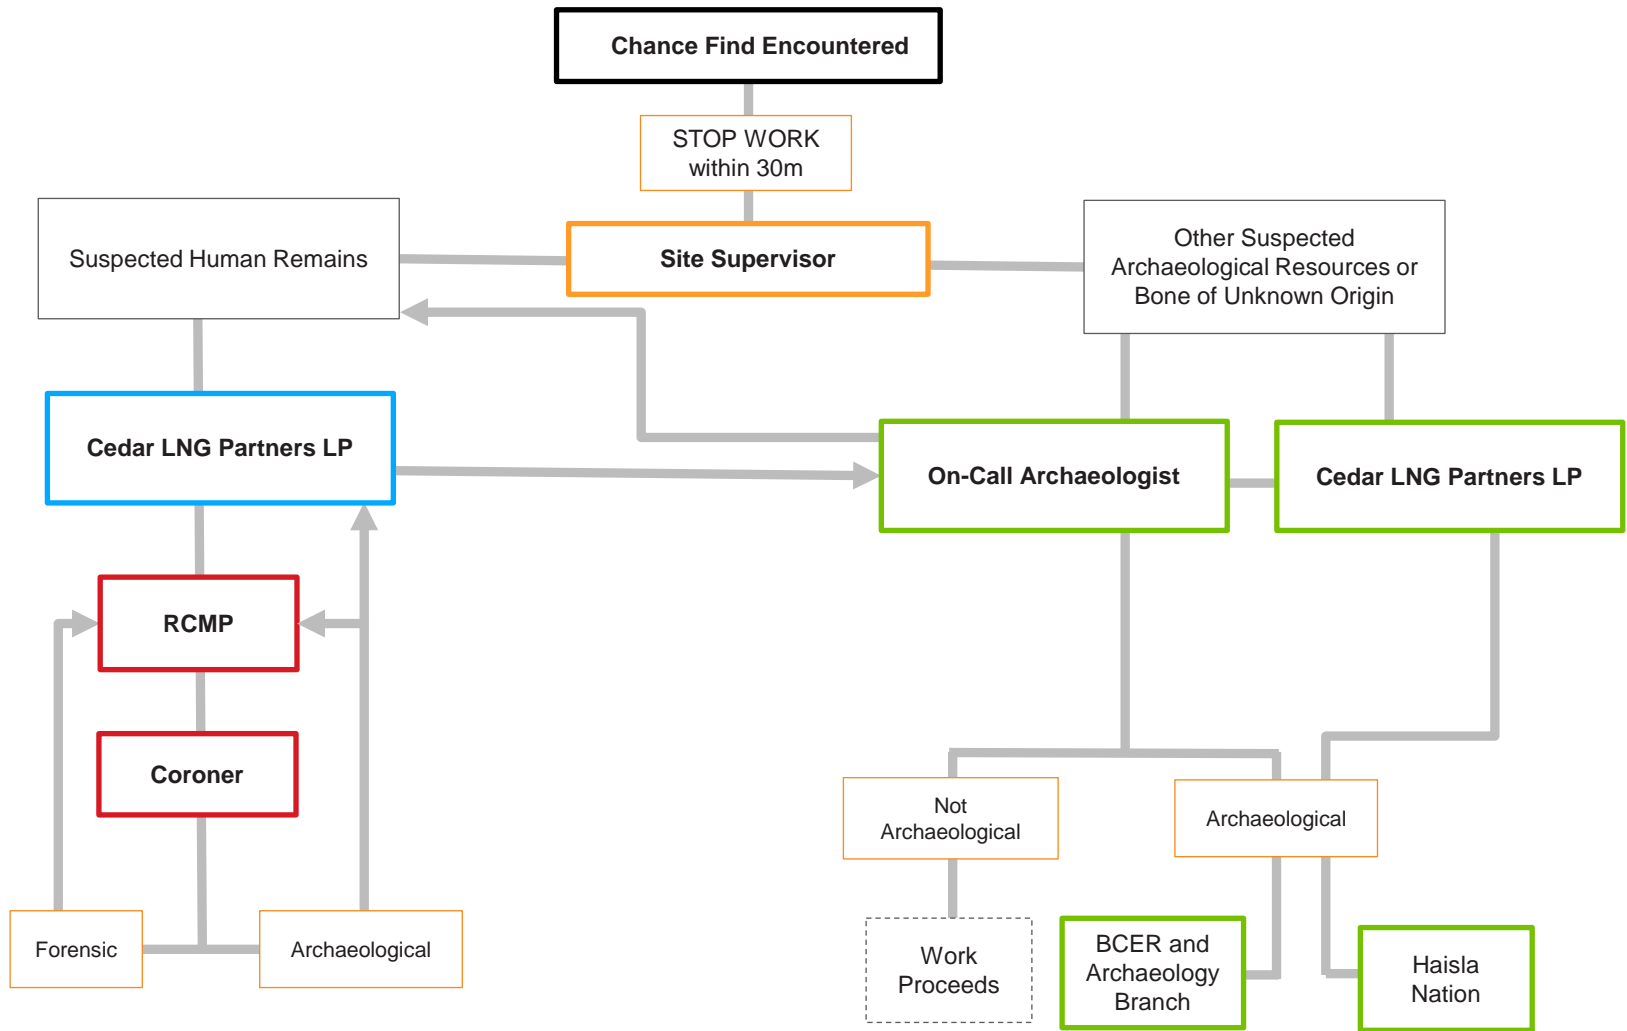 Chance Find Encountered
STOP WORK
within 30m
Suspected Human Remains
Site Supervisor
Other Suspected
Archaeological Resources or
Bone of Unknown Origin
Cedar LNG Partners LP
On-Call Archaeologist
Cedar LNG Partners LP
RCMP
Coroner
Not
Archaeological
Archaeological
Forensic
Archaeological
Work
Proceeds
BCER and
Archaeology
Branch
Haisla
Nation